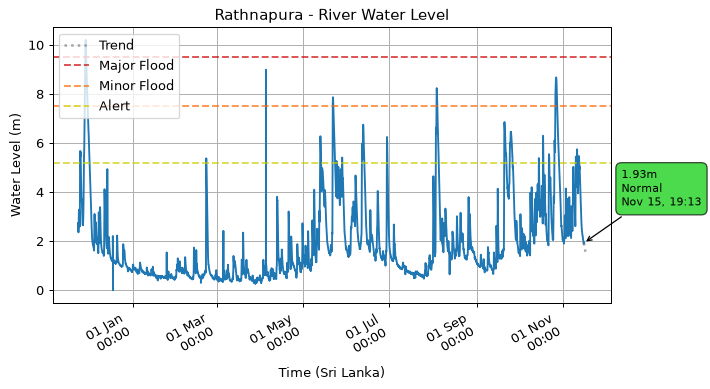 Rathnapura - River Water Level
Trend
Major Flood
Minor Flood
Alert
Water Level (m)
10
8
6
4
2
0
1.93m
Normal
Nov 15, 19:13
01 Jan
00:00
01 Mar
00:00
01 May
00:00
01 Jul
00:00
01 Sep
00:00
01 Nov
00:00
Time (Sri Lanka)